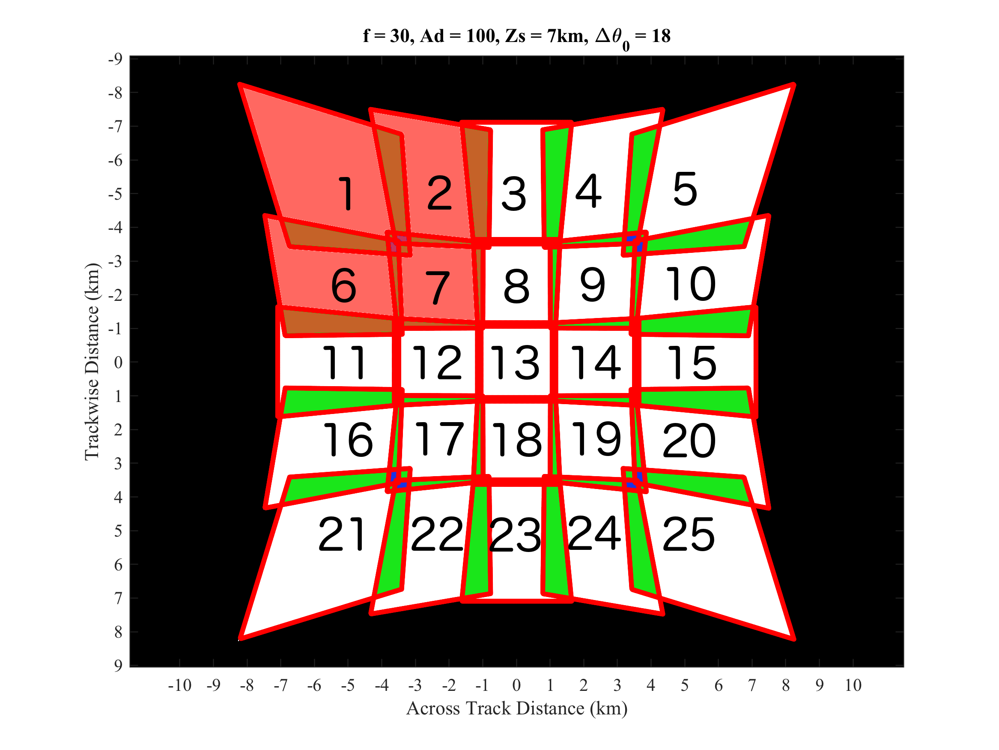 f = 30, Ad = 100, Zs = 7km, Δθ₀ = 18
-9
-8
-7
-6
-5
-4
-3
-2
-1
0
1
2
3
4
5
6
7
8
9
Trackwise Distance (km)
1 2 3 4 5
6 7 8 9 10
11 12 13 14 15
16 17 18 19 20
21 22 23 24 25
-10 -9 -8 -7 -6 -5 -4 -3 -2 -1 0 1 2 3 4 5 6 7 8 9 10
Across Track Distance (km)